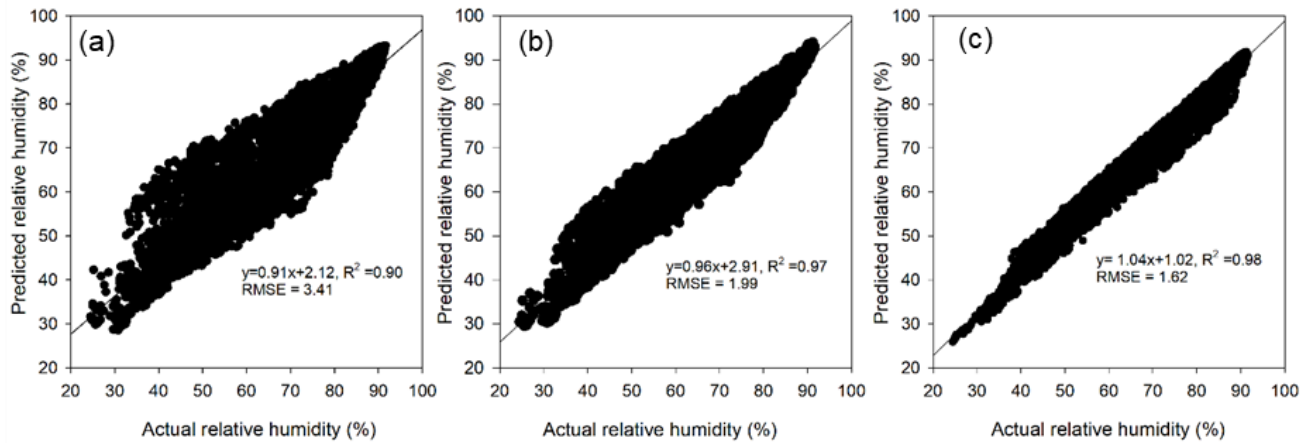 (a)
Predicted relative humidity (%)
100
90
80
70
60
50
40
30
20
y=0.91x+2.12, R² =0.90
RMSE = 3.41
20 30 40 50 60 70 80 90 100
Actual relative humidity (%)
(b)
Predicted relative humidity (%)
100
90
80
70
60
50
40
30
20
y=0.96x+2.91, R² =0.97
RMSE = 1.99
20 30 40 50 60 70 80 90 100
Actual relative humidity (%)
(c)
Predicted relative humidity (%)
100
90
80
70
60
50
40
30
20
y= 1.04x+1.02, R² =0.98
RMSE = 1.62
20 30 40 50 60 70 80 90 100
Actual relative humidity (%)